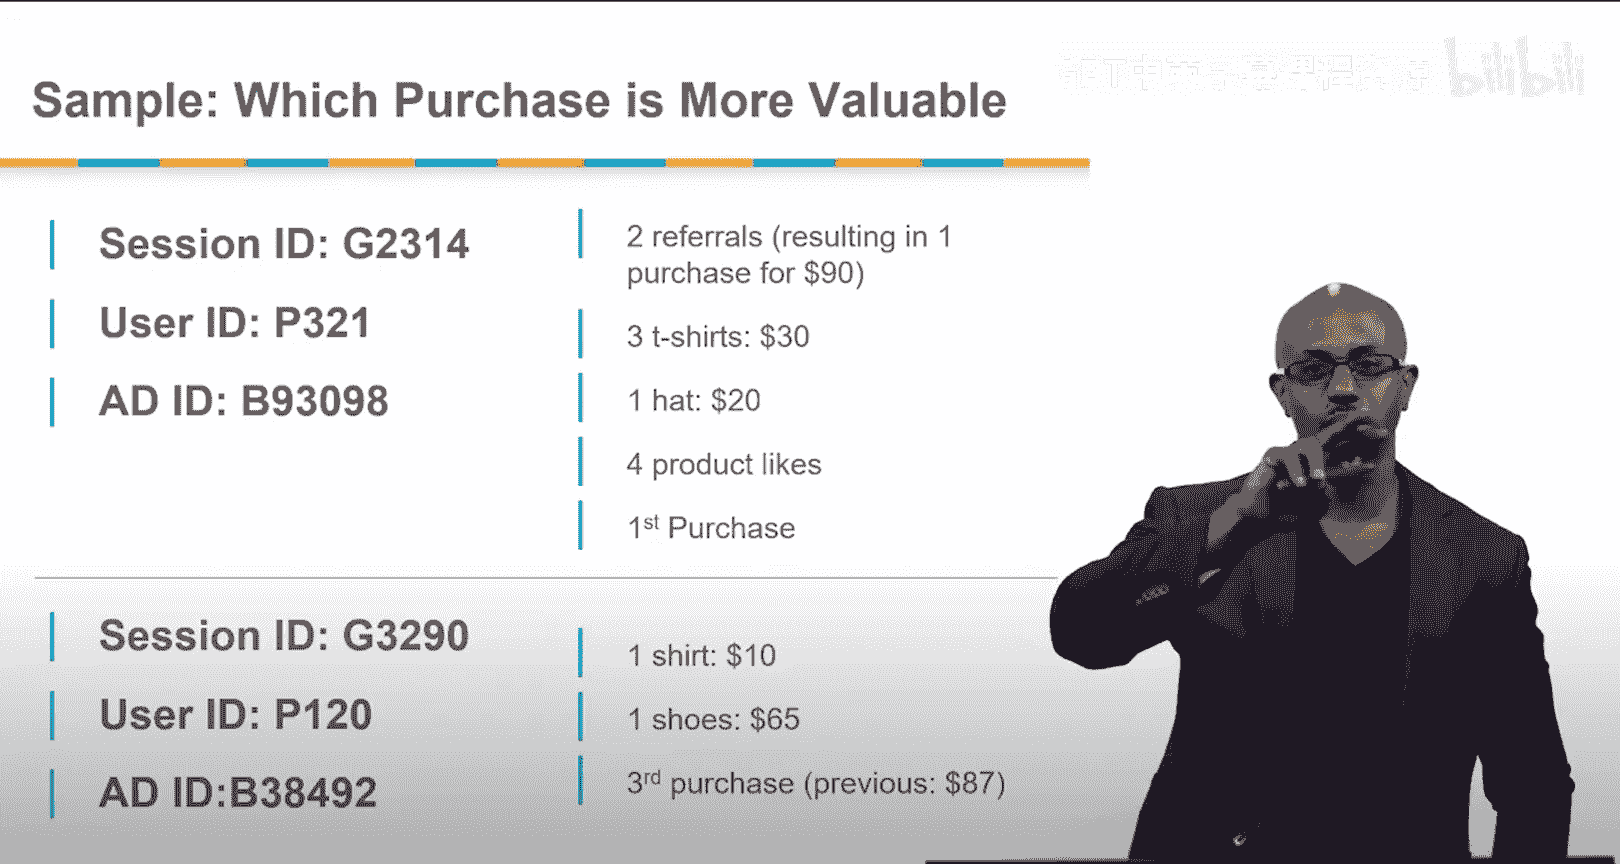 Sample: Which Purchase is More Valuable
bilibili
Session ID: G2314
User ID: P321
AD ID: B93098
2 referrals (resulting in 1
purchase for $90)
3 t-shirts: $30
1 hat: $20
4 product likes
1st Purchase
Session ID: G3290
User ID: P120
AD ID:B38492
1 shirt: $10
1 shoes: $65
3rd purchase (previous: $87)